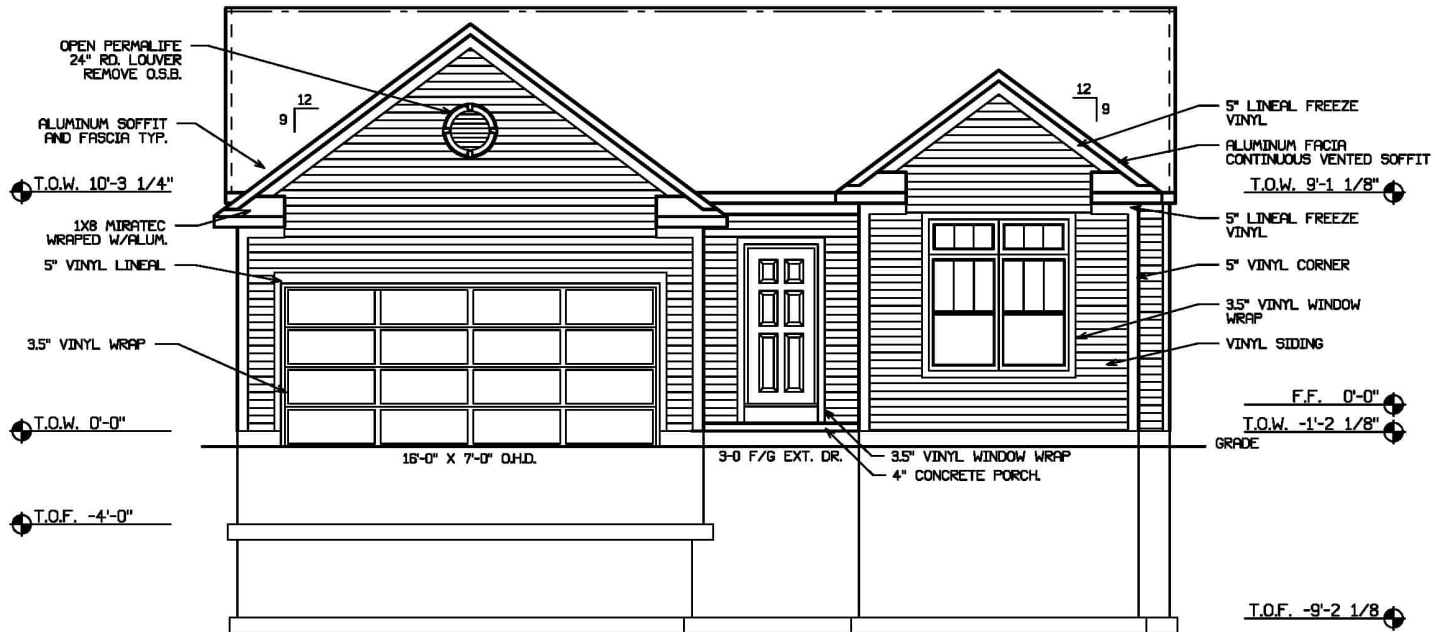 OPEN PERMALIFE
24" RD. LOUVER
REMOVE O.S.B.
12
9
ALUMINUM SOFFIT
AND FASCIA TYP.
T.O.W. 10'-3 1/4"
1X8 MIRATEC
WRAPED W/ALUM.
5" VINYL LINEAL
3.5" VINYL WRAP
T.O.W. 0'-0"
T.O.F. -4'-0"
16'-0" X 7'-0" O.H.D.
3-0 F/G EXT. DR.
3.5" VINYL WINDOW WRAP
4" CONCRETE PORCH.
12
9
5" LINEAL FREEZE
VINYL
ALUMINUM FACIA
CONTINUOUS VENTED SOFFIT
T.O.W. 9'-1 1/8"
5" LINEAL FREEZE
VINYL
5" VINYL CORNER
3.5" VINYL WINDOW
WRAP
VINYL SIDING
F.F. 0'-0"
T.O.W. -1'-2 1/8"
GRADE
T.O.F. -9'-2 1/8